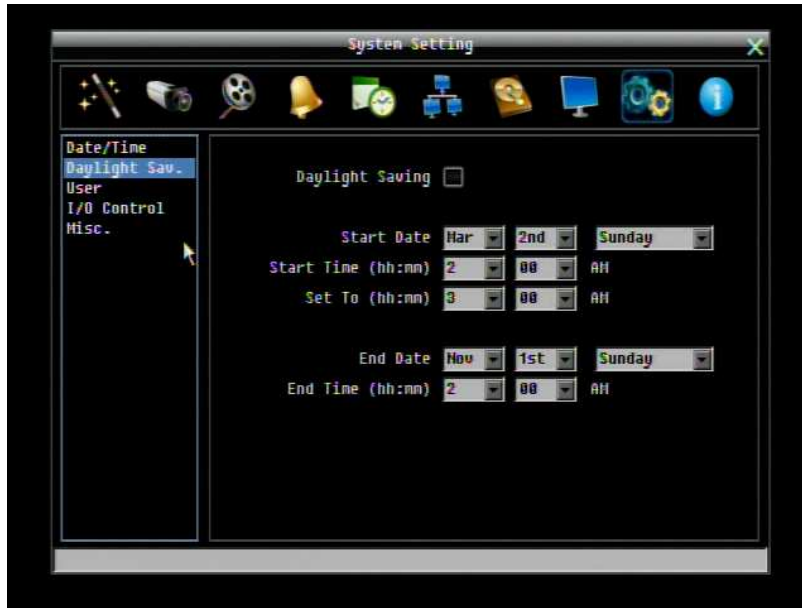 System Setting
Date/Time
Daylight Sav.
User
I/O Control
Misc.
Daylight Saving
Start Date Mar 2nd Sunday
Start Time (hh:mm) 2 00 AM
Set To (hh:mm) 3 00 AM
End Date Nov 1st Sunday
End Time (hh:mm) 2 00 AM